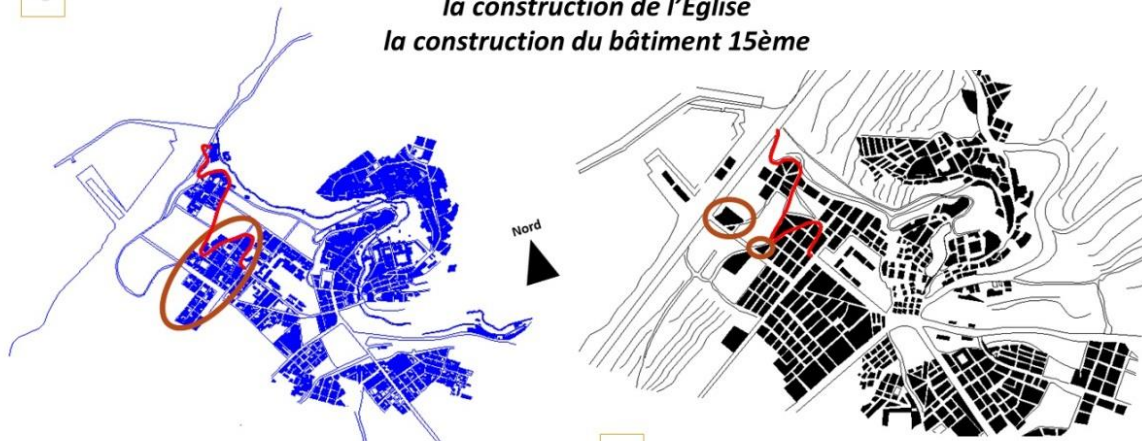 la construction de l'Eglise
la construction du bâtiment 15ème
Nord